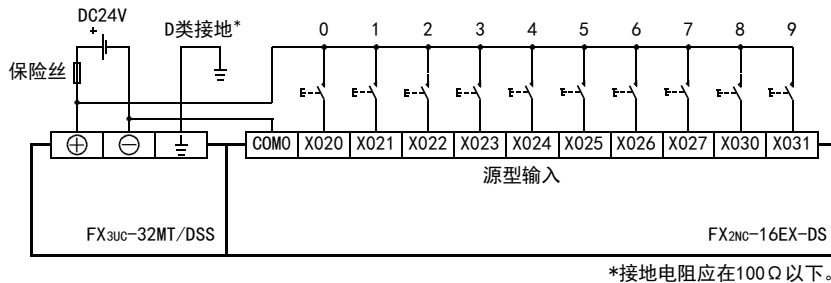 DC24V
+
D类接地*
0 1 2 3 4 5 6 7 8 9
保险丝
+ − COM0 X020 X021 X022 X023 X024 X025 X026 X027 X030 X031
源型输入
FX3UC-32MT/DSS
FX2NC-16EX-DS
*接地电阻应在100Ω以下。